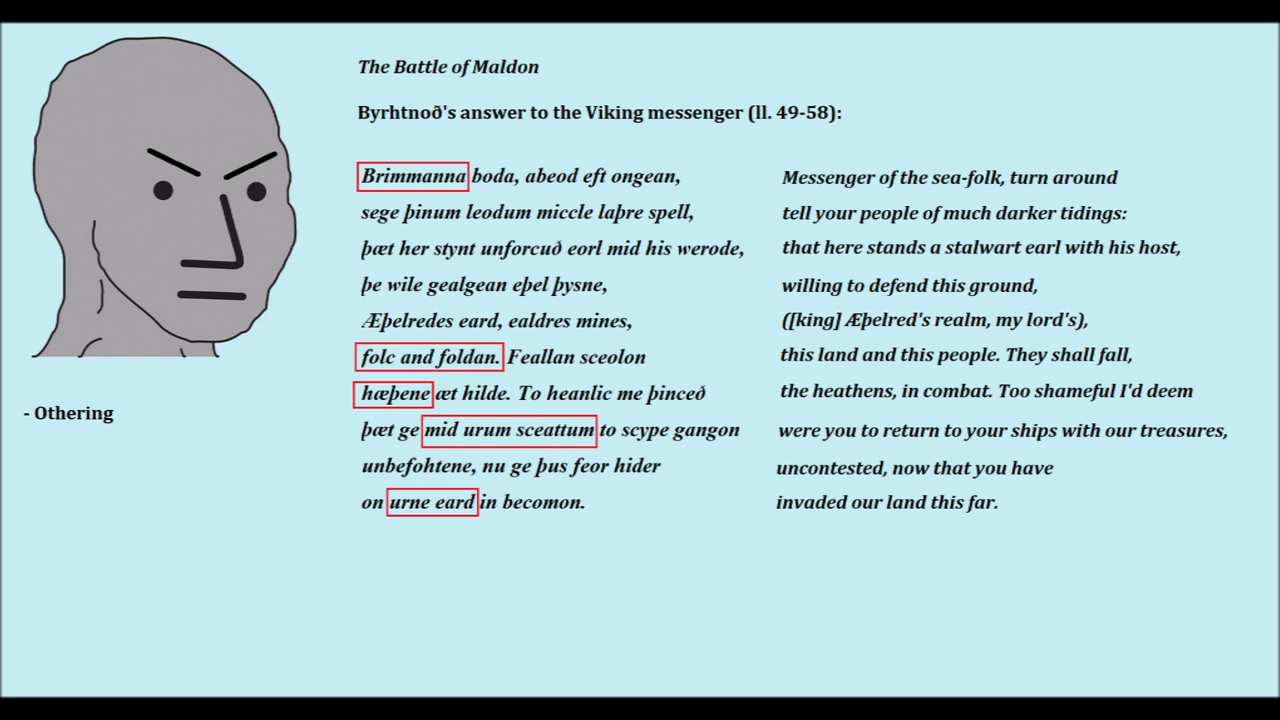 The Battle of Maldon
Byrhtnoð's answer to the Viking messenger (ll. 49-58):
Brimmanna boda, abeod eft ongean,
sege þinum leodum miccle laþre spell,
þæt her stynt unforcuð eorl mid his werode,
þe wile gealgean eþel þysne,
Æþelredes eard, ealdres mines,
folc and foldan. Feallan sceolon
hæþene æt hilde. To heanlic me þinceð
þæt ge mid urum sceattum to scype gangon
unbefohtene, nu ge þus feor hider
on urne eard in becomon.
Messenger of the sea-folk, turn around
tell your people of much darker tidings:
that here stands a stalwart earl with his host,
willing to defend this ground,
([king] Æþelred's realm, my lord's),
this land and this people. They shall fall,
the heathens, in combat. Too shameful I'd deem
were you to return to your ships with our treasures,
uncontested, now that you have
invaded our land this far.
- Othering